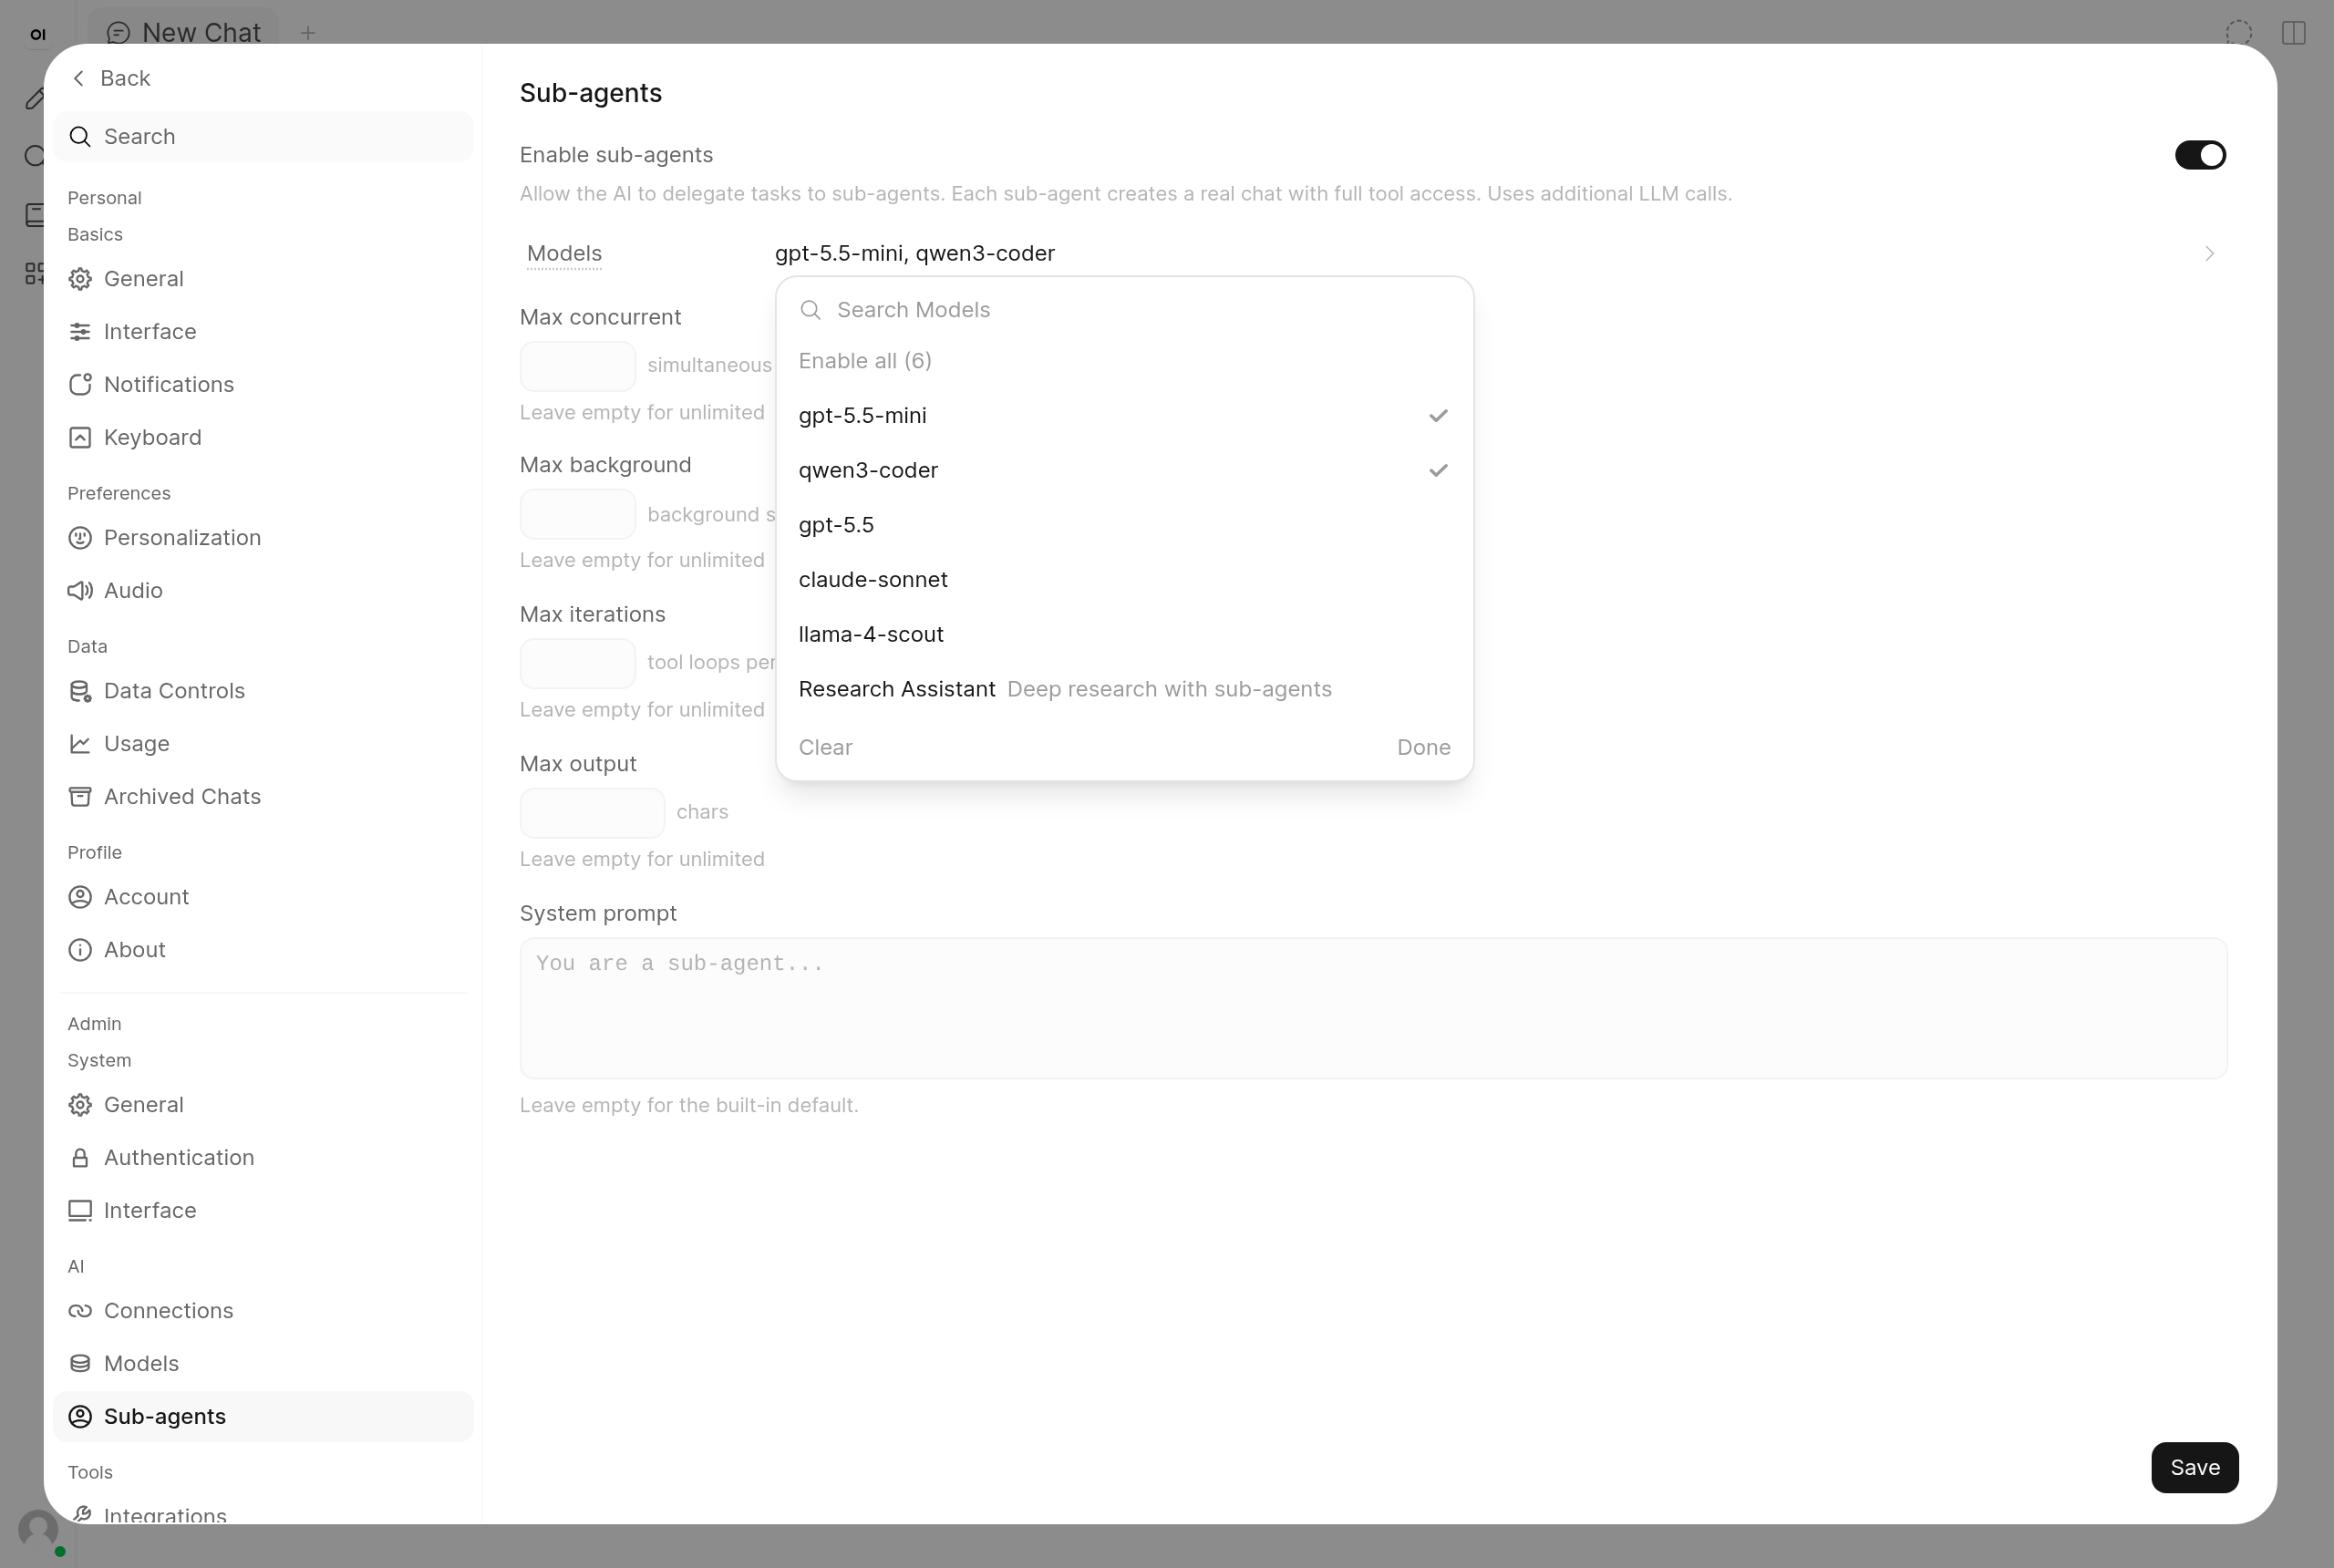 OI
New Chat
Back
Search
Personal
Basics
General
Interface
Notifications
Keyboard
Preferences
Personalization
Audio
Data
Data Controls
Usage
Archived Chats
Profile
Account
About
Admin
System
General
Authentication
Interface
AI
Connections
Models
Sub-agents
Tools
Integrations
Sub-agents
Enable sub-agents
Allow the AI to delegate tasks to sub-agents. Each sub-agent creates a real chat with full tool access. Uses additional LLM calls.
Models gpt-5.5-mini, qwen3-coder
Search Models
Enable all (6)
gpt-5.5-mini
qwen3-coder
gpt-5.5
claude-sonnet
llama-4-scout
Research Assistant Deep research with sub-agents
Clear Done
Max concurrent
simultaneous
Leave empty for unlimited
Max background
background s
Leave empty for unlimited
Max iterations
tool loops per
Leave empty for unlimited
Max output
chars
Leave empty for unlimited
System prompt
You are a sub-agent...
Leave empty for the built-in default.
Save